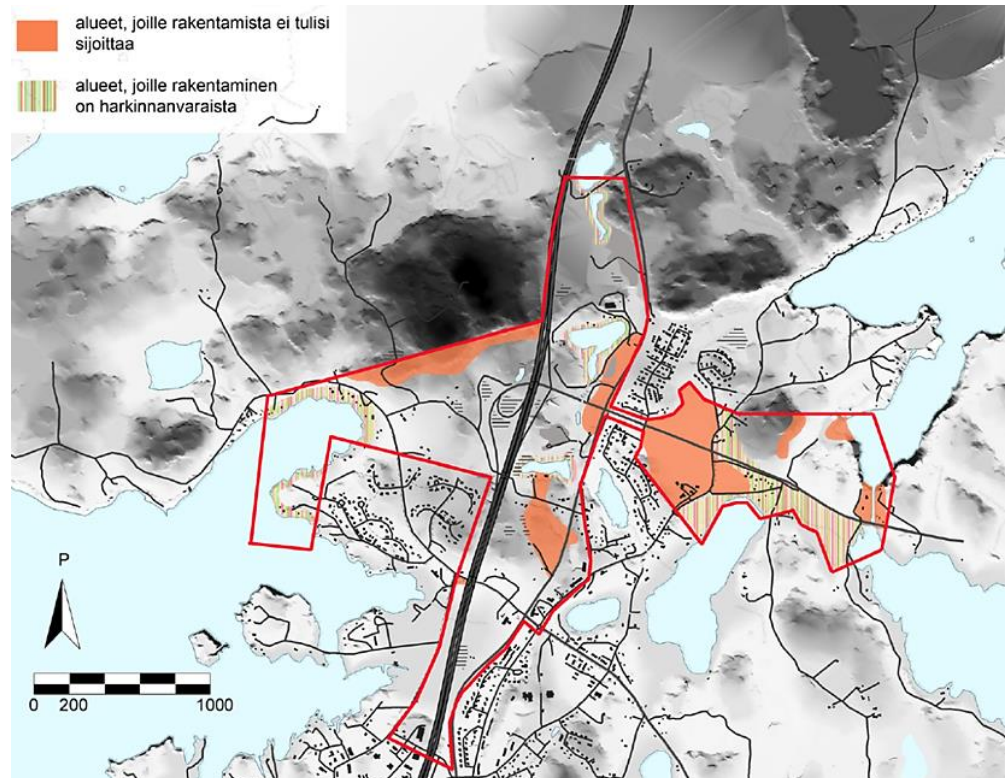 alueet, joille rakentamista ei tulisi
sijoittaa
alueet, joille rakentaminen
on harkinnanvaraista
P
0 200 1000